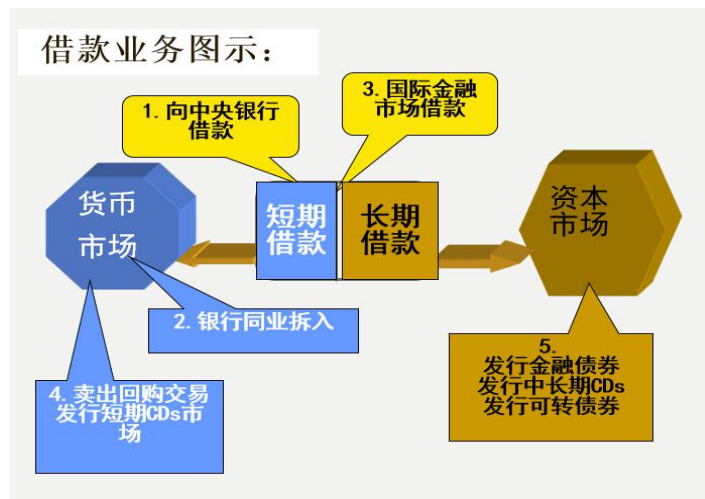 借款业务图示：
1. 向中央银行
借款
3. 国际金融
市场借款
货币
市场
短期
借款
长期
借款
资本
市场
2. 银行同业拆入
4. 卖出回购交易
发行短期CDs市
场
5.
发行金融债券
发行中长期CDs
发行可转债券